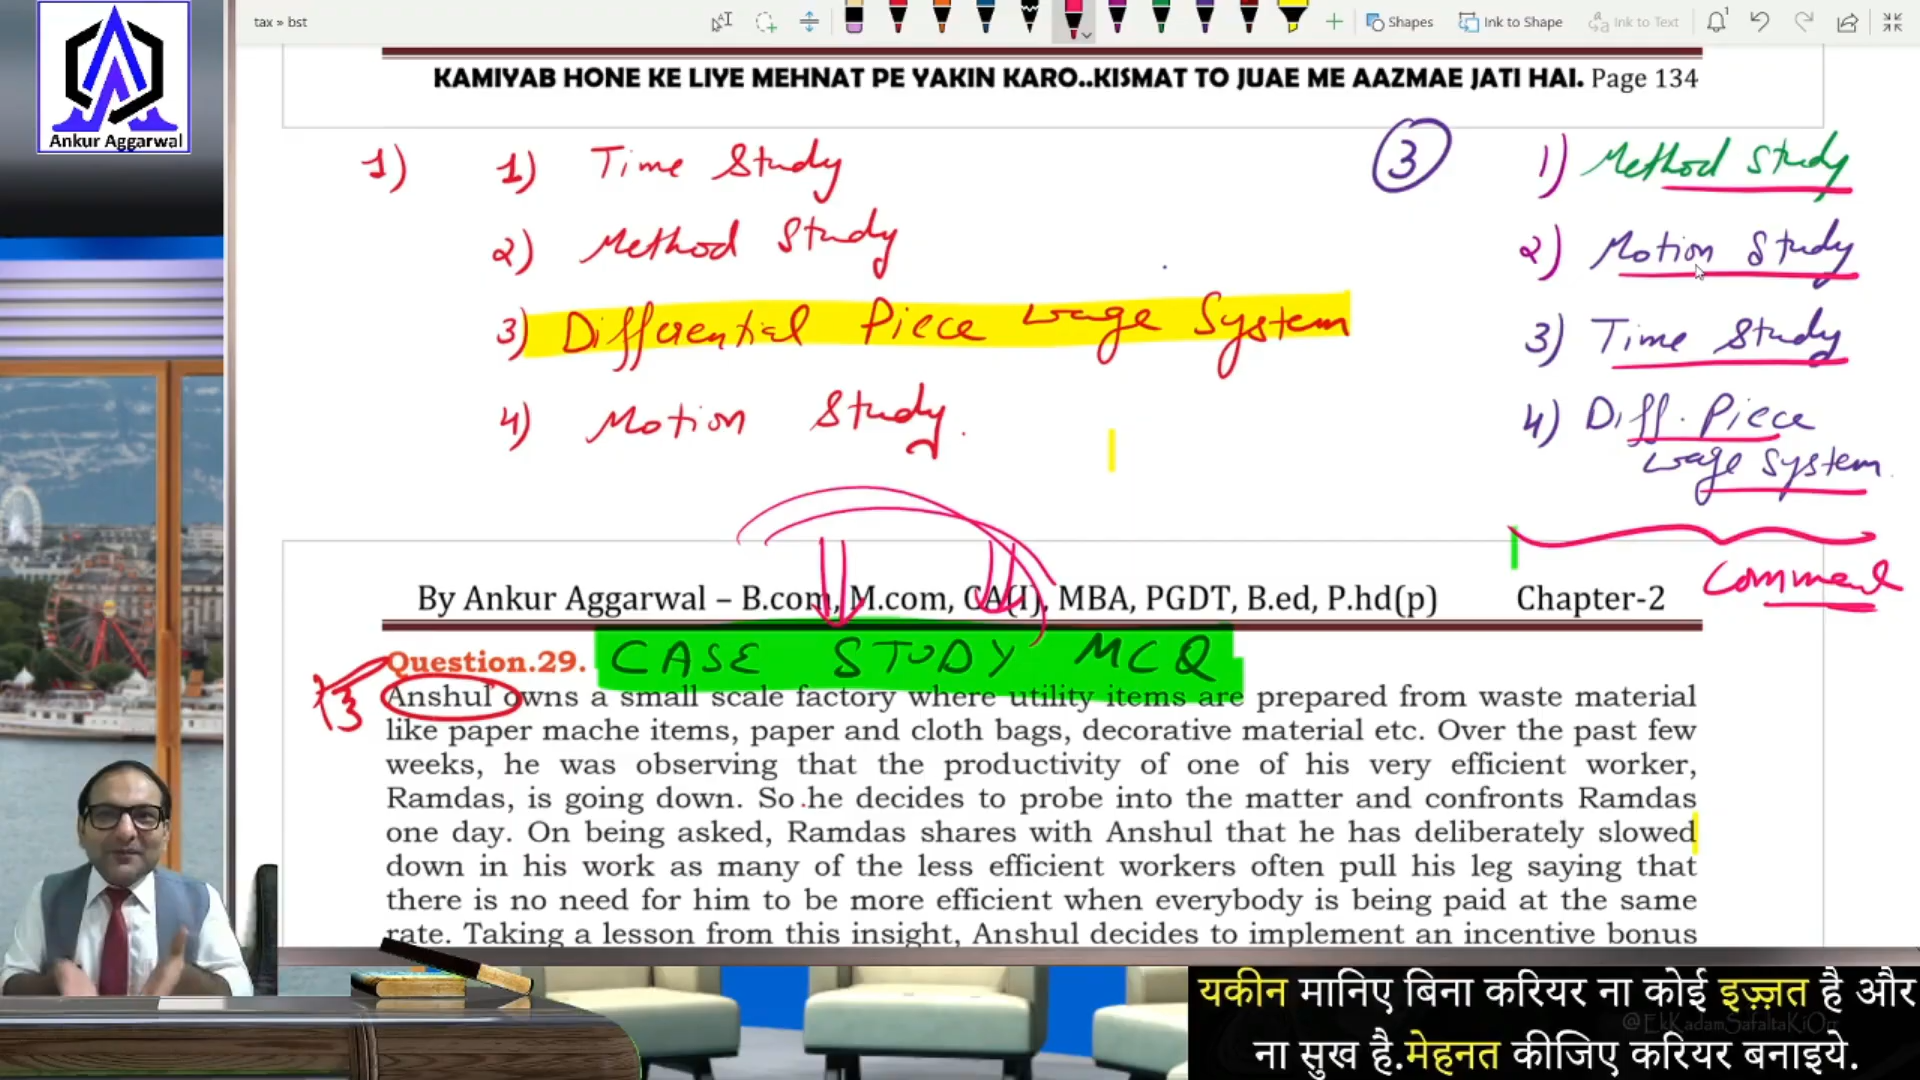 tax » bst
Shapes
Ink to Shape
Ink to Text
Ankur Aggarwal
KAMIYAB HONE KE LIYE MEHNAT PE YAKIN KARO..KISMAT TO JUAE ME AAZMAE JATI HAI. Page 134
1) 1) Time Study
2) Method Study
3) Differential Piece wage System
4) Motion Study.
3
1) Method Study
2) Motion Study
3) Time Study
4) Diff. Piece
wage System
Comment
By Ankur Aggarwal – B.com, M.com, CA(I), MBA, PGDT, B.ed, P.hd(p) Chapter-2
Question.29. CASE STUDY MCQ
Anshul owns a small scale factory where utility items are prepared from waste material
like paper mache items, paper and cloth bags, decorative material etc. Over the past few
weeks, he was observing that the productivity of one of his very efficient worker,
Ramdas, is going down. So he decides to probe into the matter and confronts Ramdas
one day. On being asked, Ramdas shares with Anshul that he has deliberately slowed
down in his work as many of the less efficient workers often pull his leg saying that
there is no need for him to be more efficient when everybody is being paid at the same
rate. Taking a lesson from this insight, Anshul decides to implement an incentive bonus
यकीन मानिए बिना करियर ना कोई इज़्ज़त है और
@EkKadamSafaltaKiOrr
ना सुख है.मेहनत कीजिए करियर बनाइये.